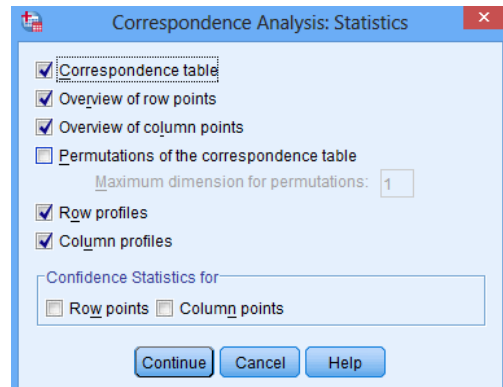 Correspondence Analysis: Statistics
Correspondence table
Overview of row points
Overview of column points
Permutations of the correspondence table
Maximum dimension for permutations: 1
Row profiles
Column profiles
Confidence Statistics for
Row points Column points
Continue Cancel Help